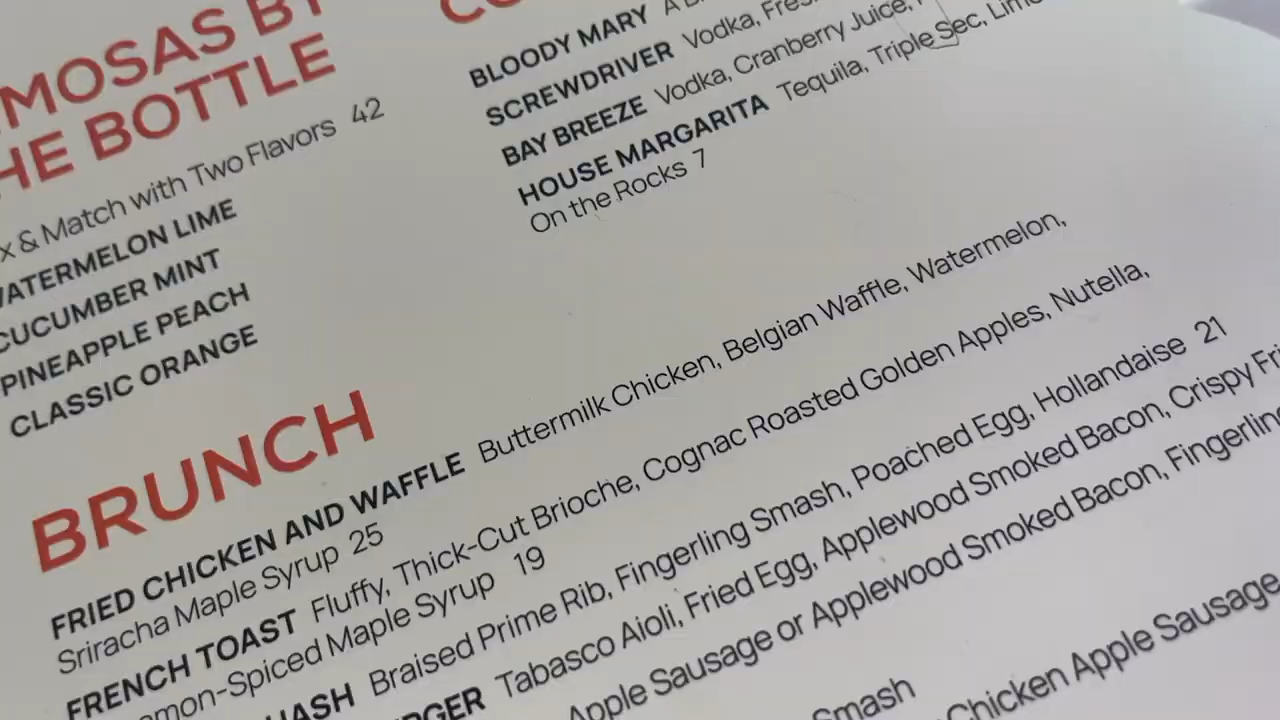 MOSAS BY
HE BOTTLE
x & Match with Two Flavors 42
WATERMELON LIME
CUCUMBER MINT
PINEAPPLE PEACH
CLASSIC ORANGE
BLOODY MARY
SCREWDRIVER Vodka,
BAY BREEZE Vodka, Cranberry Juice,
HOUSE MARGARITA Tequila, Triple Sec, Lime
On the Rocks 7
BRUNCH
FRIED CHICKEN AND WAFFLE Buttermilk Chicken, Belgian Waffle, Watermelon,
Sriracha Maple Syrup 25
FRENCH TOAST Fluffy, Thick-Cut Brioche, Cognac Roasted Golden Apples, Nutella,
mon-Spiced Maple Syrup 19
HASH Braised Prime Rib, Fingerling Smash, Poached Egg, Hollandaise 21
RGER Tabasco Aioli, Fried Egg, Applewood Smoked Bacon, Crispy Fri
Apple Sausage or Applewood Smoked Bacon, Fingerling
Smash
Chicken Apple Sausage